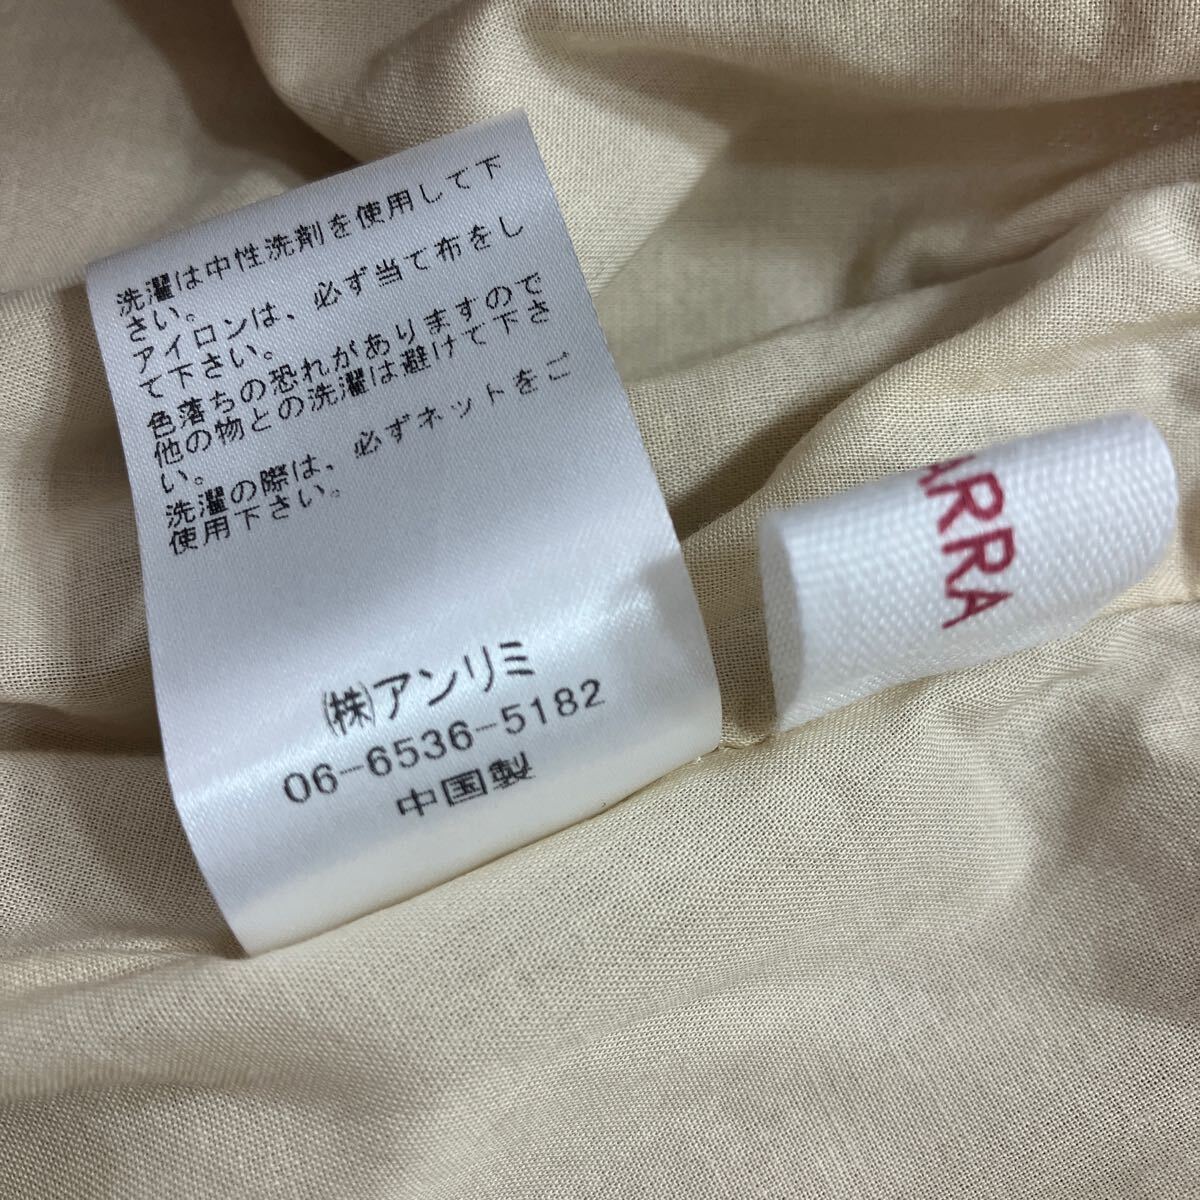 洗濯は中性洗剤を使用して下
さい。
アイロンは、必ず当て布をし
て下さい。
色落ちの恐れがありますので
他の物との洗濯は避けて下さ
い。
洗濯の際は、必ずネットをご
使用下さい。
㈱アンリミ
06-6536-5182
中国製
ARRA